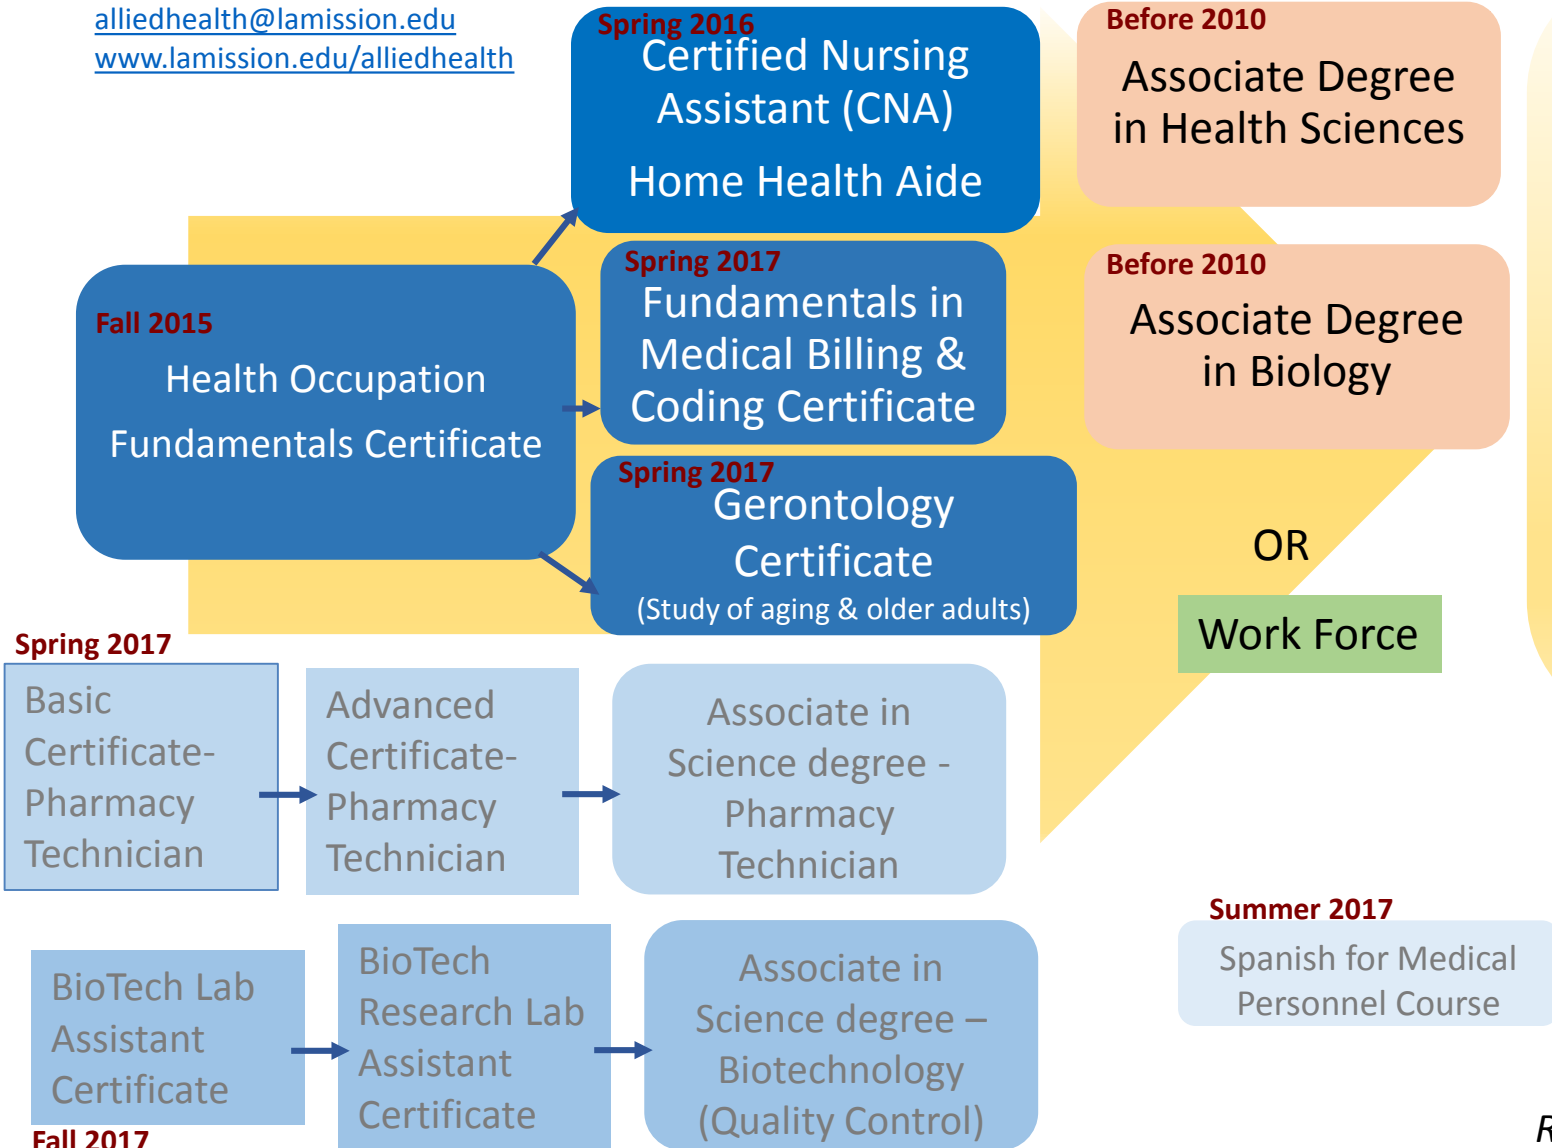 alliedhealth@lamission.edu
www.lamission.edu/alliedhealth
Spring 2016
Certified Nursing
Assistant (CNA)
Home Health Aide
Before 2010
Associate Degree
in Health Sciences
Fall 2015
Health Occupation
Fundamentals Certificate
Spring 2017
Fundamentals in
Medical Billing &
Coding Certificate
Before 2010
Associate Degree
in Biology
Spring 2017
Gerontology
Certificate
(Study of aging & older adults)
OR
Work Force
Spring 2017
Basic
Certificate-
Pharmacy
Technician
Advanced
Certificate-
Pharmacy
Technician
Associate in
Science degree -
Pharmacy
Technician
Summer 2017
Spanish for Medical
Personnel Course
BioTech Lab
Assistant
Certificate
Fall 2017
BioTech
Research Lab
Assistant
Certificate
Associate in
Science degree –
Biotechnology
(Quality Control)